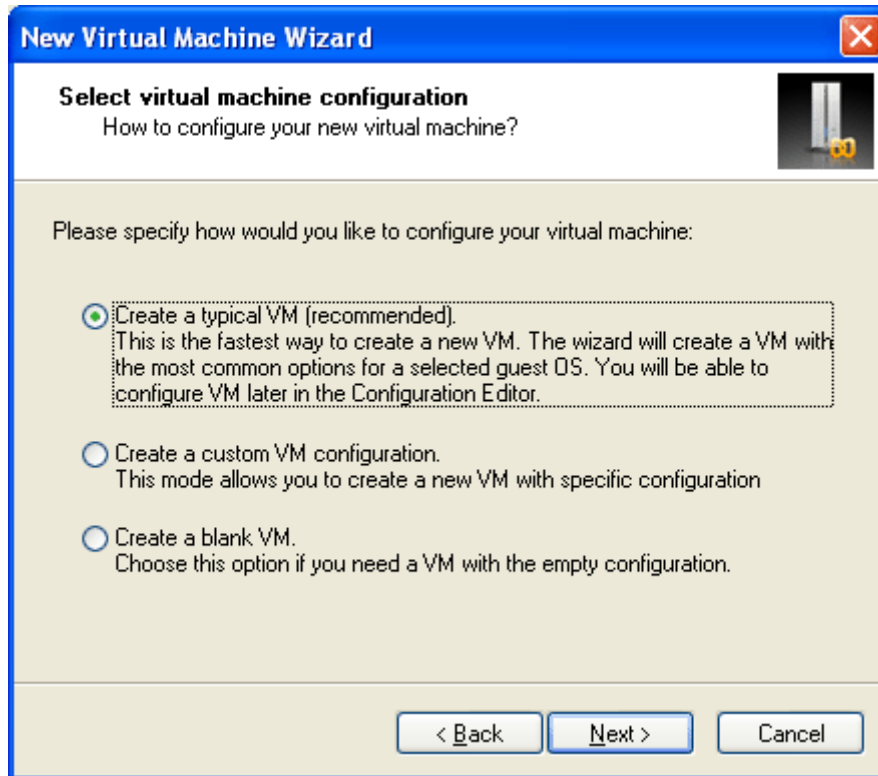 New Virtual Machine Wizard
Select virtual machine configuration
How to configure your new virtual machine?
Please specify how would you like to configure your virtual machine:
Create a typical VM (recommended).
This is the fastest way to create a new VM. The wizard will create a VM with
the most common options for a selected guest OS. You will be able to
configure VM later in the Configuration Editor.
Create a custom VM configuration.
This mode allows you to create a new VM with specific configuration
Create a blank VM.
Choose this option if you need a VM with the empty configuration.
< Back
Next >
Cancel